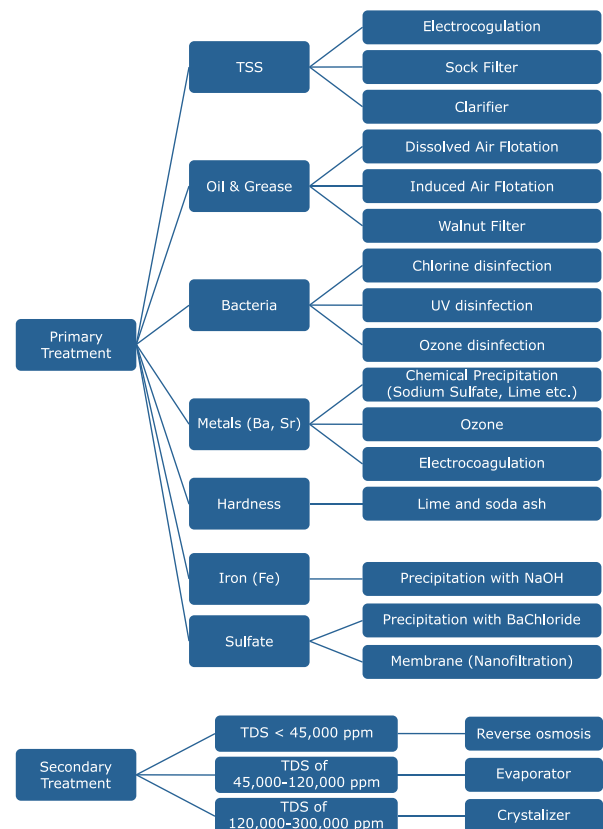 Electrocogulation
TSS
Sock Filter
Clarifier
Dissolved Air Flotation
Oil & Grease
Induced Air Flotation
Walnut Filter
Chlorine disinfection
Bacteria
UV disinfection
Ozone disinfection
Primary
Treatment
Chemical Precipitation
(Sodium Sulfate, Lime etc.)
Metals (Ba, Sr)
Ozone
Electrocoagulation
Hardness
Lime and soda ash
Iron (Fe)
Precipitation with NaOH
Precipitation with BaChloride
Sulfate
Membrane (Nanofiltration)
TDS < 45,000 ppm
Reverse osmosis
Secondary
Treatment
TDS of
45,000-120,000 ppm
Evaporator
TDS of
120,000-300,000 ppm
Crystalizer